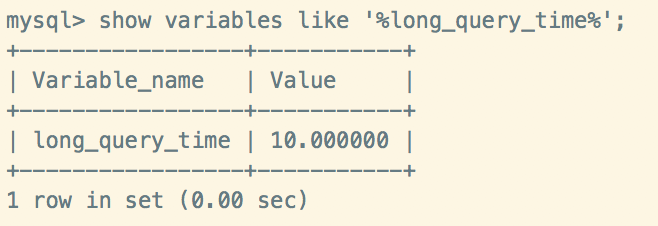 mysql> show variables like '%long_query_time%';
+-----------------+-----------+
| Variable_name   | Value     |
+-----------------+-----------+
| long_query_time | 10.000000 |
+-----------------+-----------+
1 row in set (0.00 sec)